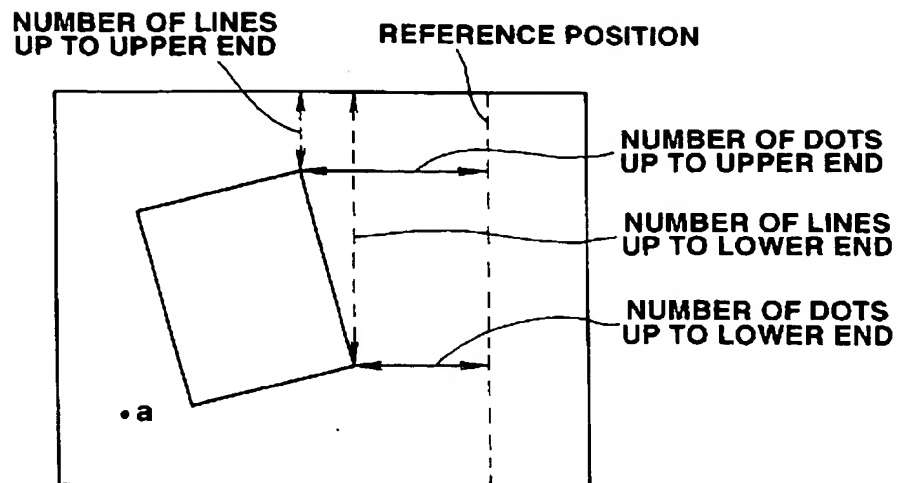 NUMBER OF LINES
UP TO UPPER END
REFERENCE POSITION
NUMBER OF DOTS
UP TO UPPER END
NUMBER OF LINES
UP TO LOWER END
NUMBER OF DOTS
UP TO LOWER END
a